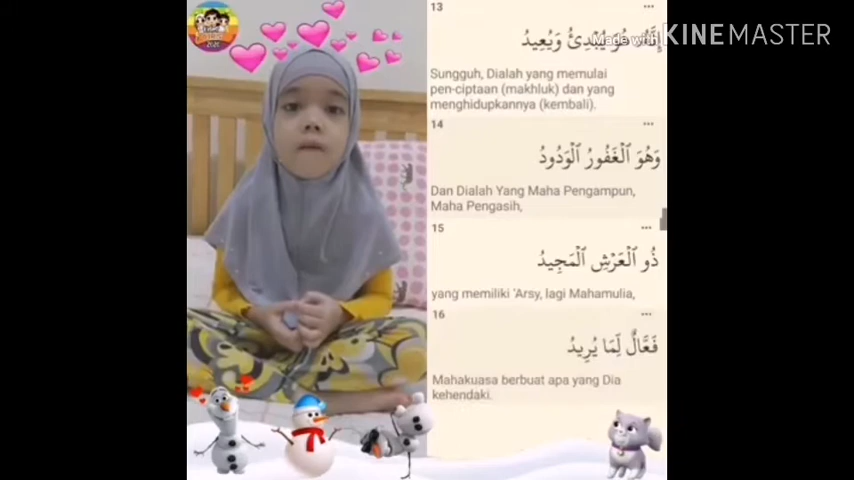 Made with KINEMASTER
13
إِنَّهُۥ هُوَ يُبْدِئُ وَيُعِيدُ
Sungguh, Dialah yang memulai
pen-ciptaan (makhluk) dan yang
menghidupkannya (kembali).
14
وَهُوَ ٱلْغَفُورُ ٱلْوَدُودُ
Dan Dialah Yang Maha Pengampun,
Maha Pengasih,
15
ذُو ٱلْعَرْشِ ٱلْمَجِيدُ
yang memiliki 'Arsy, lagi Mahamulia,
16
فَعَّالٌ لِّمَا يُرِيدُ
Mahakuasa berbuat apa yang Dia
kehendaki.